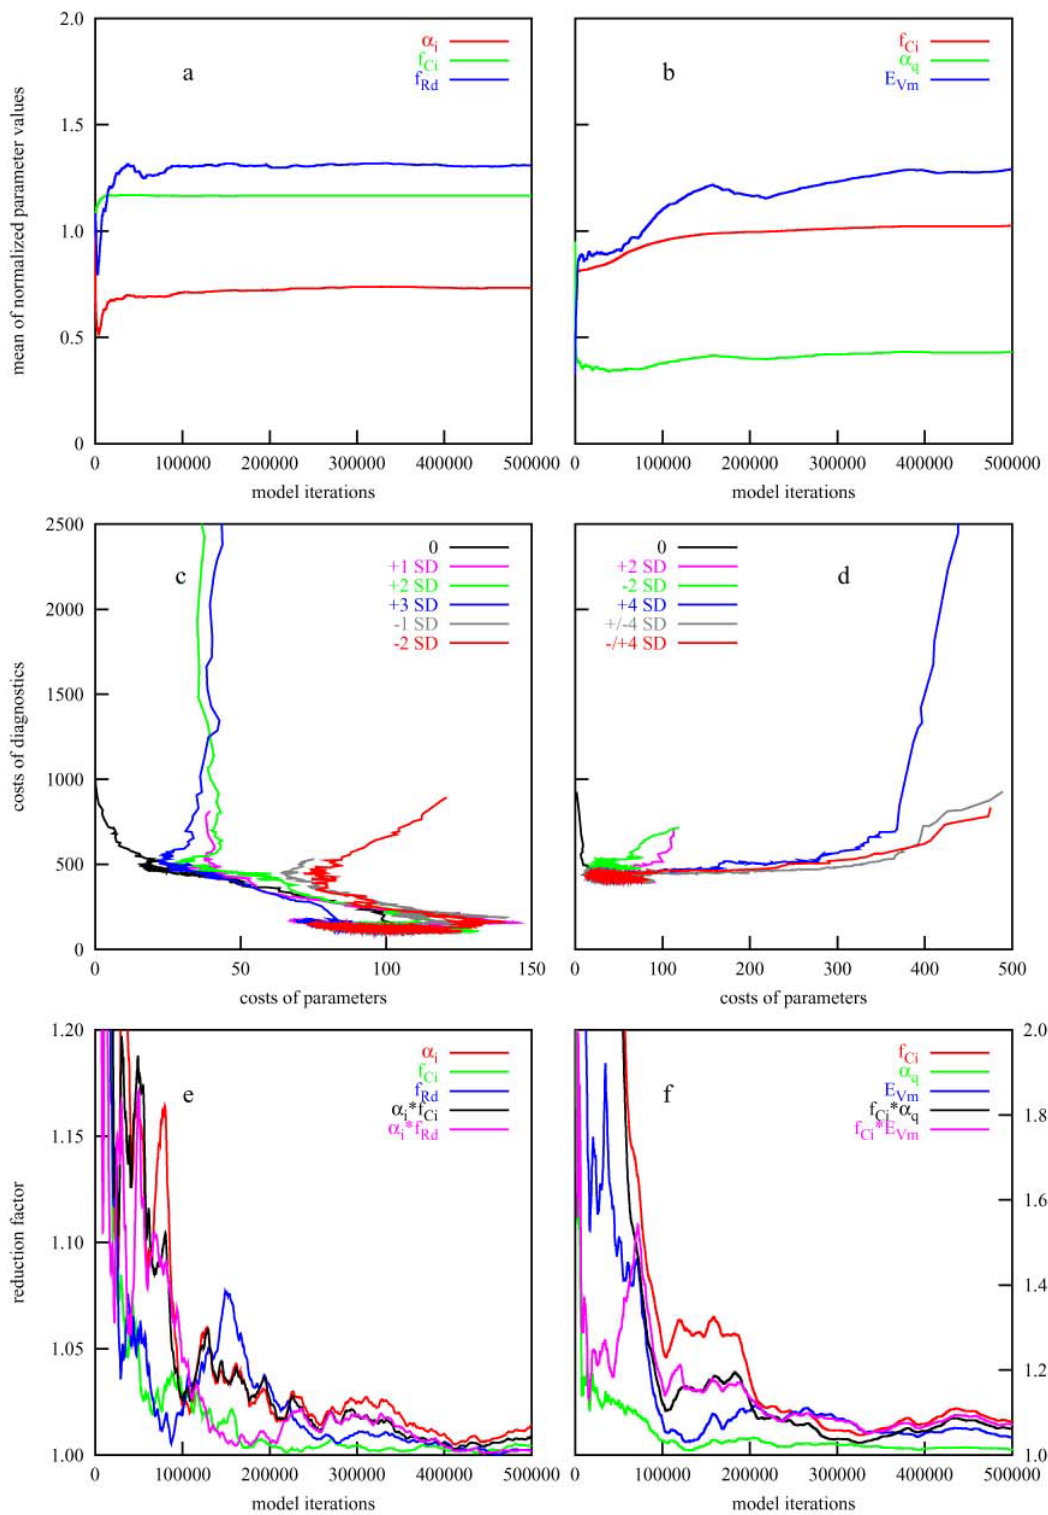 2.0
1.5
1.0
0.5
0
mean of normalized parameter values
a
αi
fCi
fRd
0 100000 200000 300000 400000 500000
model iterations
b
fCi
αq
EVm
0 100000 200000 300000 400000 500000
model iterations
2500
2000
1500
1000
500
0
costs of diagnostics
c
0
+1 SD
+2 SD
+3 SD
-1 SD
-2 SD
0 50 100 150
costs of parameters
d
0
+2 SD
-2 SD
+4 SD
+/-4 SD
-/+4 SD
0 100 200 300 400 500
costs of parameters
1.20
1.15
1.10
1.05
1.00
reduction factor
e
αi
fCi
fRd
αi*fCi
αi*fRd
0 100000 200000 300000 400000 500000
model iterations
f
fCi
αq
EVm
fCi*αq
fCi*EVm
2.0
1.8
1.6
1.4
1.2
1.0
0 100000 200000 300000 400000 500000
model iterations